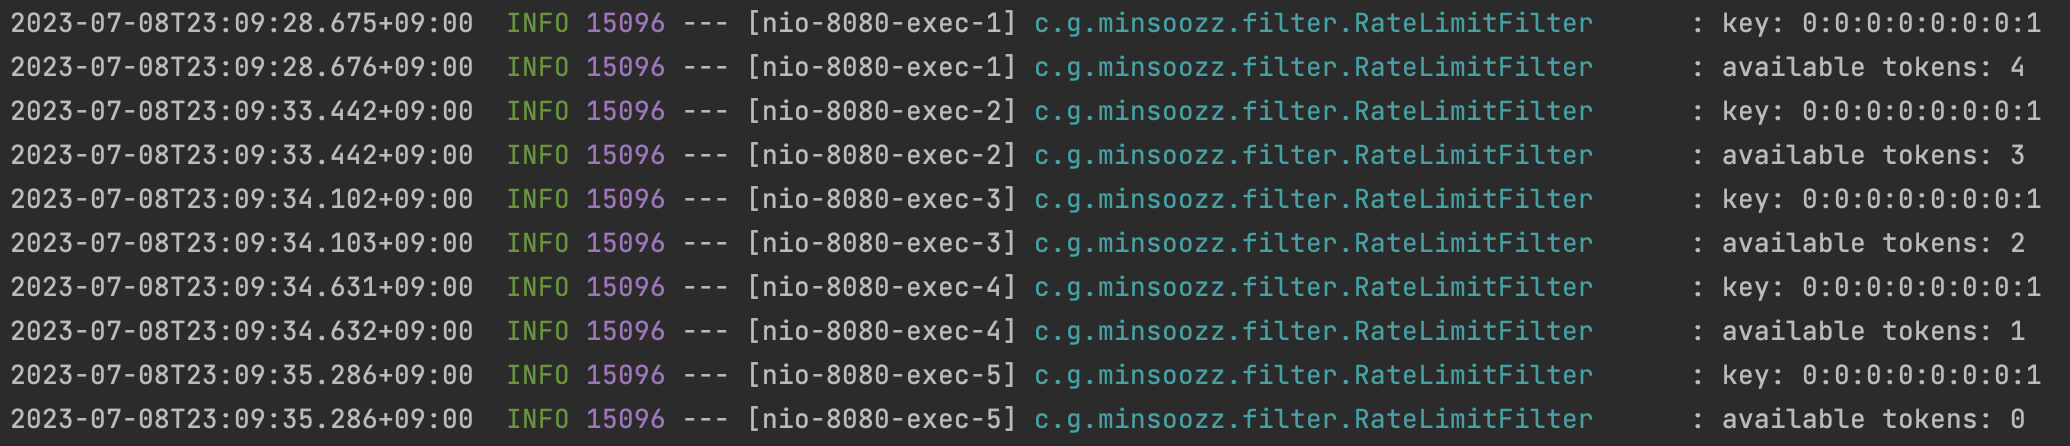 2023-07-08T23:09:28.675+09:00  INFO 15096 --- [nio-8080-exec-1] c.g.minsoozz.filter.RateLimitFilter      : key: 0:0:0:0:0:0:0:1
2023-07-08T23:09:28.676+09:00  INFO 15096 --- [nio-8080-exec-1] c.g.minsoozz.filter.RateLimitFilter      : available tokens: 4
2023-07-08T23:09:33.442+09:00  INFO 15096 --- [nio-8080-exec-2] c.g.minsoozz.filter.RateLimitFilter      : key: 0:0:0:0:0:0:0:1
2023-07-08T23:09:33.442+09:00  INFO 15096 --- [nio-8080-exec-2] c.g.minsoozz.filter.RateLimitFilter      : available tokens: 3
2023-07-08T23:09:34.102+09:00  INFO 15096 --- [nio-8080-exec-3] c.g.minsoozz.filter.RateLimitFilter      : key: 0:0:0:0:0:0:0:1
2023-07-08T23:09:34.103+09:00  INFO 15096 --- [nio-8080-exec-3] c.g.minsoozz.filter.RateLimitFilter      : available tokens: 2
2023-07-08T23:09:34.631+09:00  INFO 15096 --- [nio-8080-exec-4] c.g.minsoozz.filter.RateLimitFilter      : key: 0:0:0:0:0:0:0:1
2023-07-08T23:09:34.632+09:00  INFO 15096 --- [nio-8080-exec-4] c.g.minsoozz.filter.RateLimitFilter      : available tokens: 1
2023-07-08T23:09:35.286+09:00  INFO 15096 --- [nio-8080-exec-5] c.g.minsoozz.filter.RateLimitFilter      : key: 0:0:0:0:0:0:0:1
2023-07-08T23:09:35.286+09:00  INFO 15096 --- [nio-8080-exec-5] c.g.minsoozz.filter.RateLimitFilter      : available tokens: 0